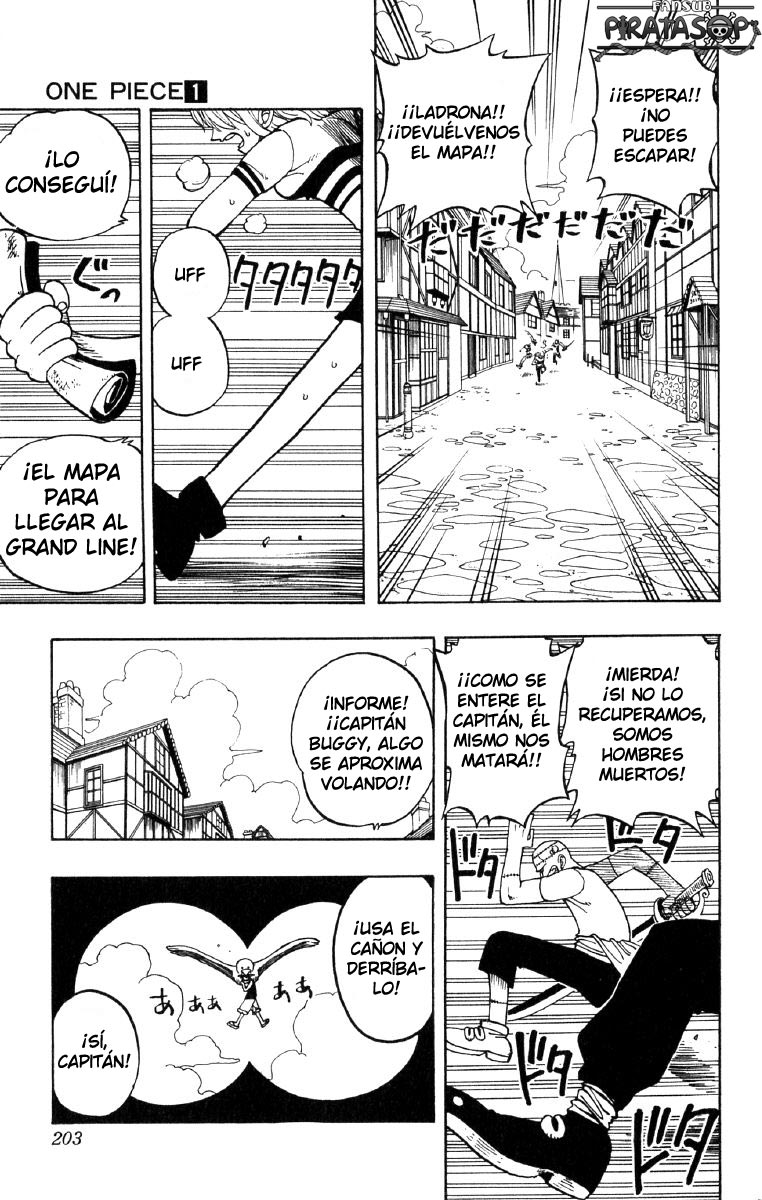 FANSUB
PIRATASOP
ONE PIECE 1
¡¡ESPERA!!
¡NO
PUEDES
ESCAPAR!
¡¡LADRONA!!
¡¡DEVUÉLVENOS
EL MAPA!!
だだだだだだ
UFF
タタタタタ
UFF
¡LO
CONSEGUÍ!
ぐっ
¡EL MAPA
PARA
LLEGAR AL
GRAND LINE!
¡MIERDA!
¡SI NO LO
RECUPERAMOS,
SOMOS
HOMBRES
MUERTOS!
¡¡COMO SE
ENTERE EL
CAPITÁN, ÉL
MISMO NOS
MATARÁ!!
ドタ
ドタ
ドタ
ドタ
¡INFORME!
¡¡CAPITÁN
BUGGY, ALGO
SE APROXIMA
VOLANDO!!
¡USA EL
CAÑON Y
DERRÍBA-
LO!
ああ
あああ
¡SÍ,
CAPITÁN!
203